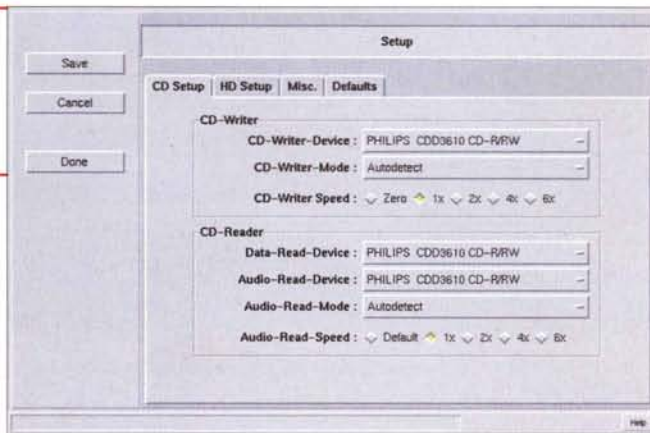 Setup
Save
Cancel
Done
CD Setup HD Setup Misc. Defaults
CD-Writer
CD-Writer-Device : PHILIPS CDD3610 CD-R/RW
CD-Writer-Mode : Autodetect
CD-Writer Speed : Zero 1x 2x 4x 6x
CD-Reader
Data-Read-Device : PHILIPS CDD3610 CD-R/RW
Audio-Read-Device : PHILIPS CDD3610 CD-R/RW
Audio-Read-Mode : Autodetect
Audio-Read-Speed : Default 1x 2x 4x 6x
Help